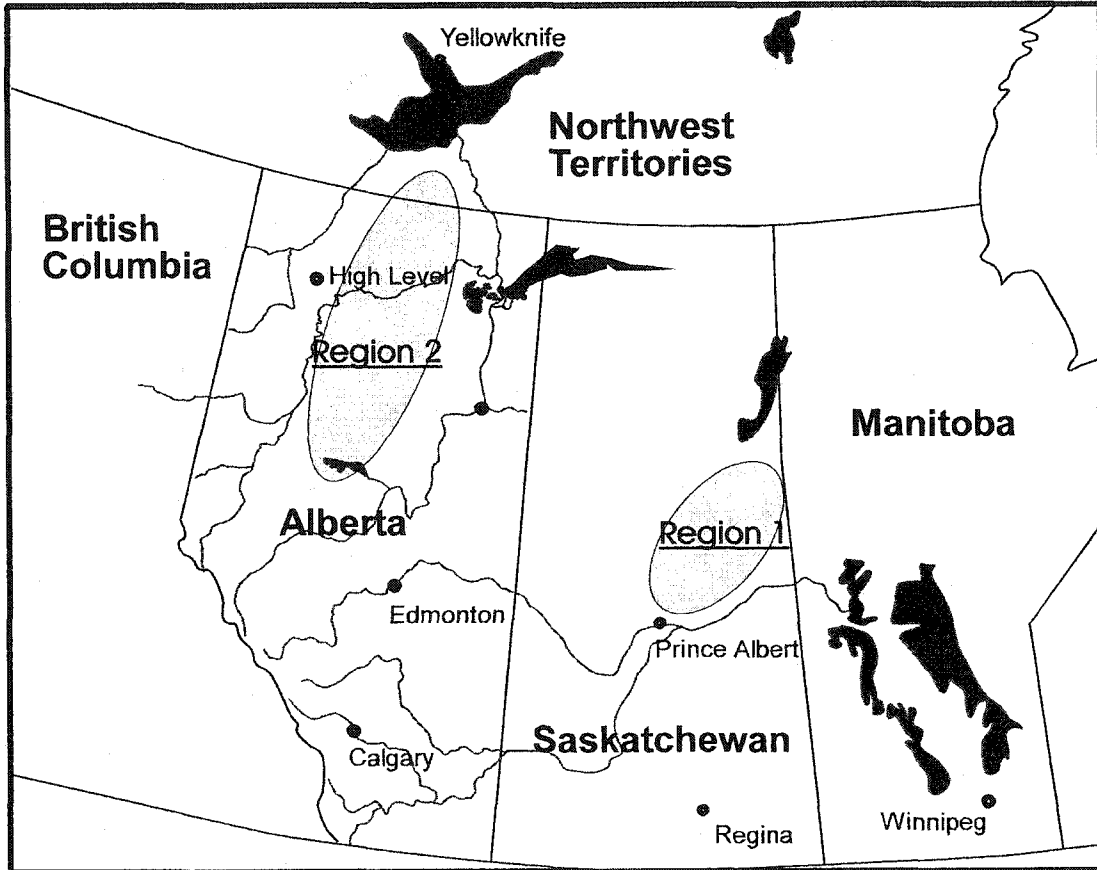 Yellowknife
Northwest
Territories
British
Columbia
High Level
Region 2
Manitoba
Alberta
Region 1
Edmonton
Prince Albert
Saskatchewan
Calgary
Regina
Winnipeg